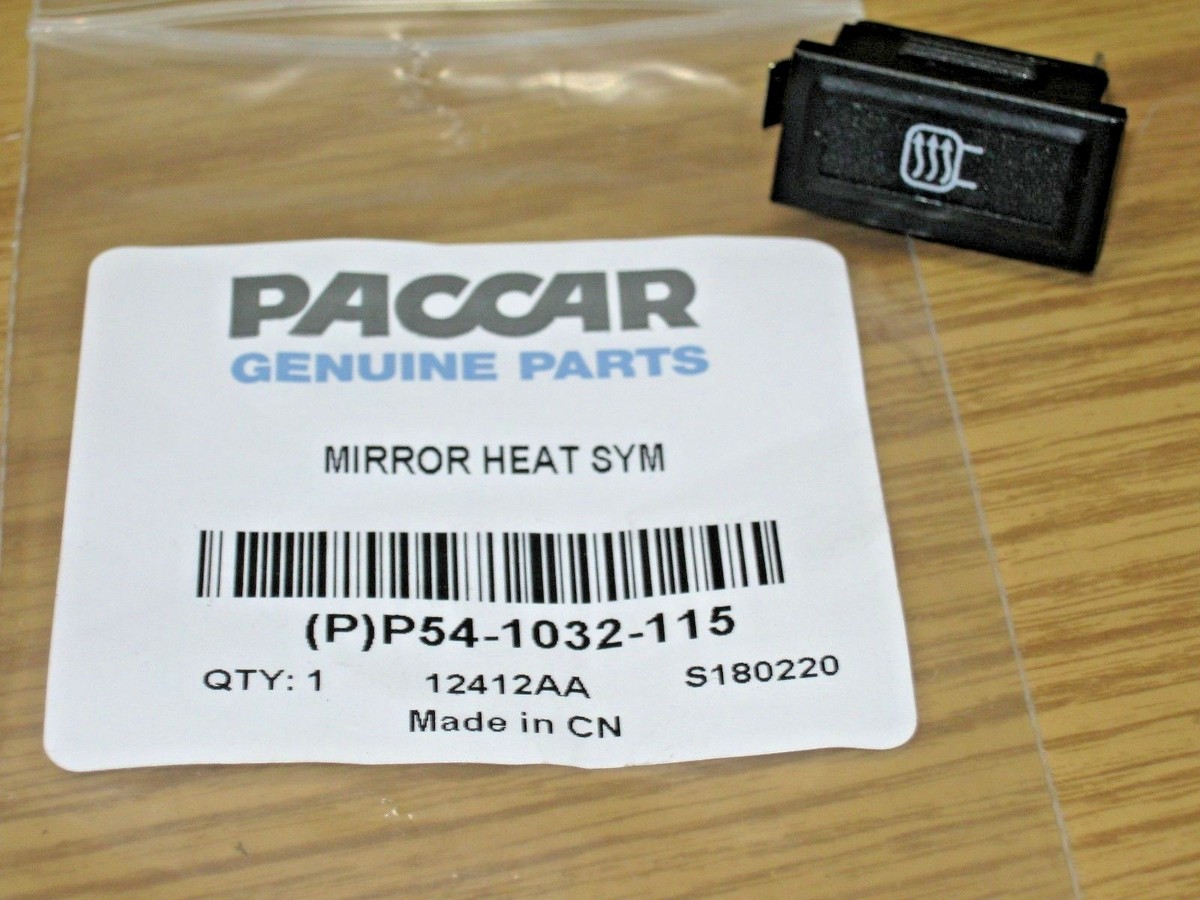 PACCAR
GENUINE PARTS
MIRROR HEAT SYM
(P)P54-1032-115
QTY: 1 12412AA S180220
Made in CN